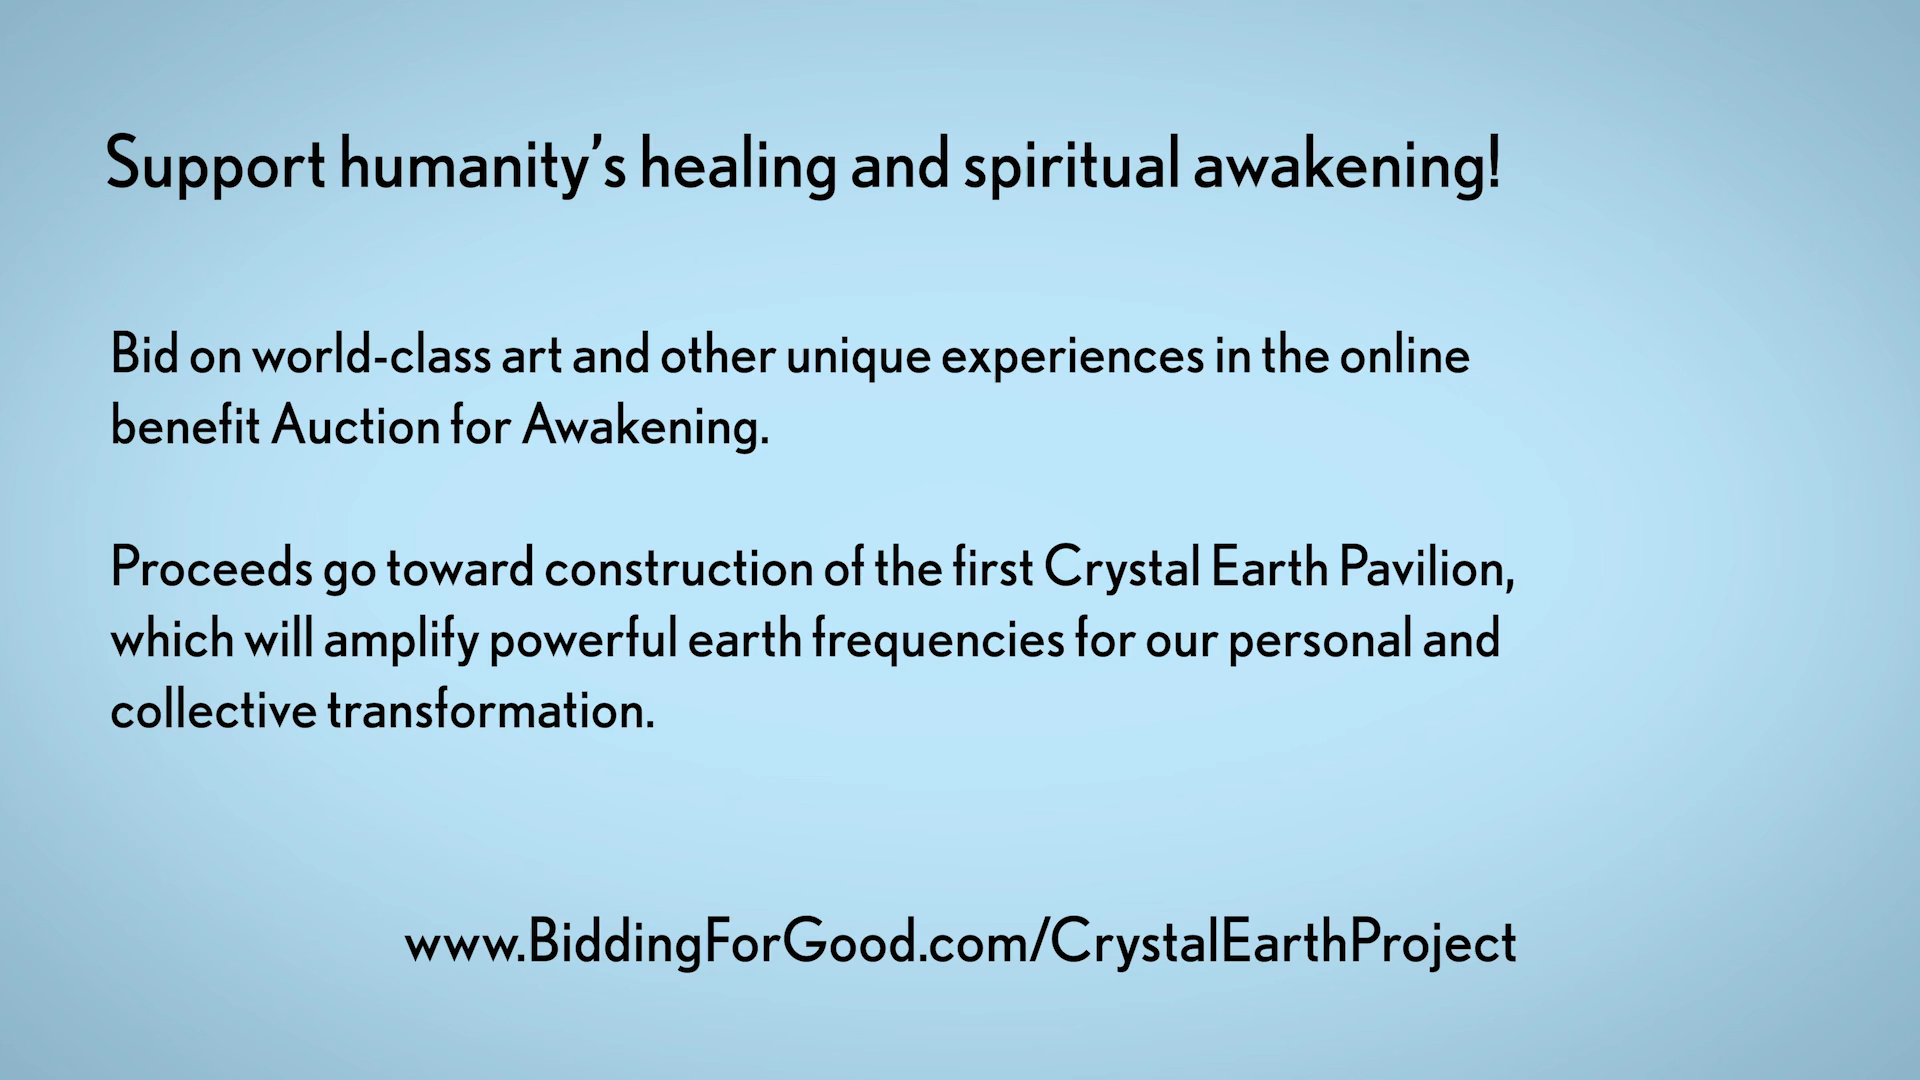 Support humanity’s healing and spiritual awakening!
Bid on world-class art and other unique experiences in the online
benefit Auction for Awakening.
Proceeds go toward construction of the first Crystal Earth Pavilion,
which will amplify powerful earth frequencies for our personal and
collective transformation.
www.BiddingForGood.com/CrystalEarthProject